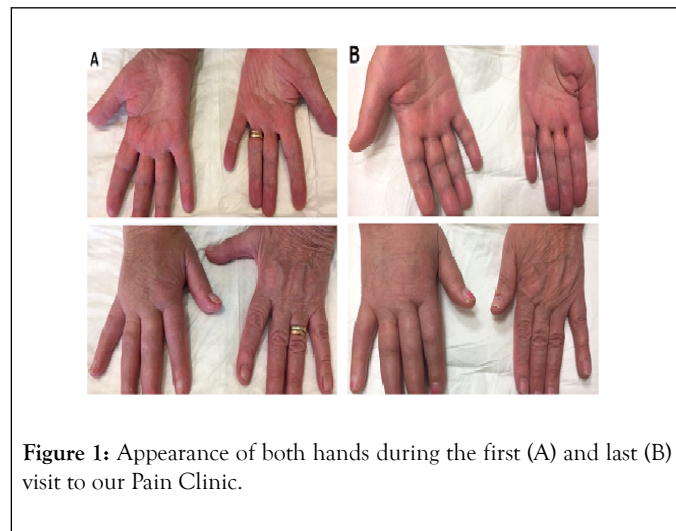 A
B
Figure 1: Appearance of both hands during the first (A) and last (B)
visit to our Pain Clinic.